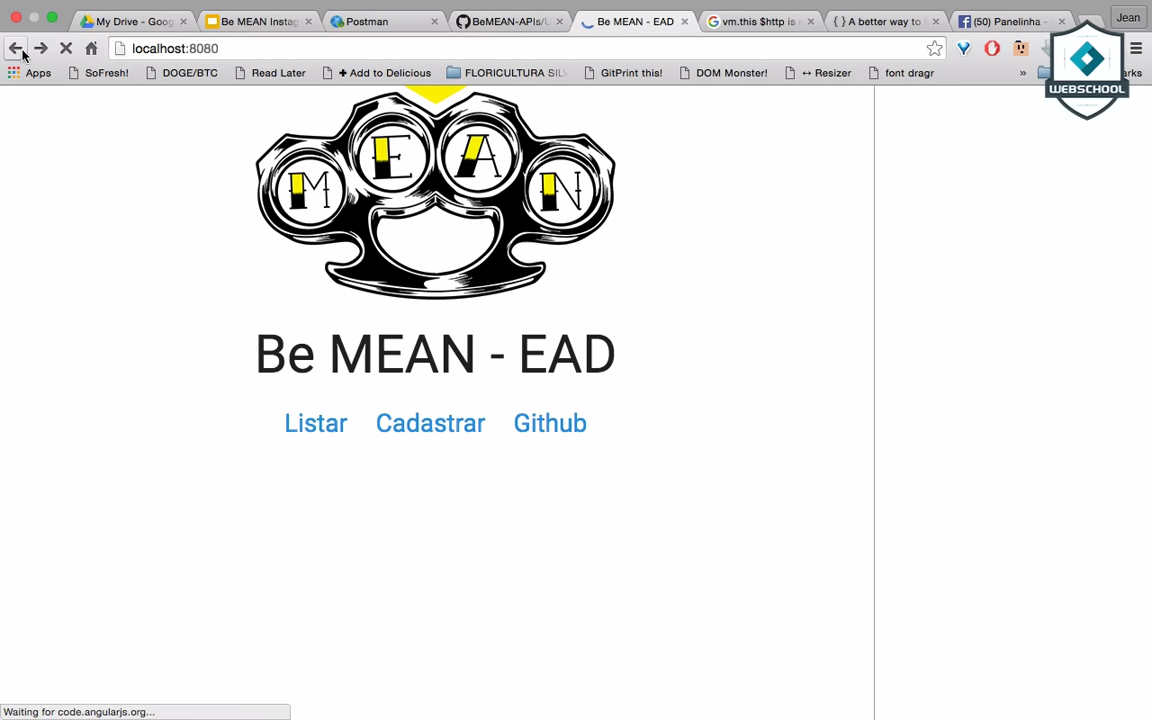 My Drive - Goog
Be MEAN Instag
Postman
BeMEAN-APIs/U
Be MEAN - EAD
vm.this $http is n
{ } A better way to
(50) Panelinha -
Jean
localhost:8080
Apps
SoFresh!
DOGE/BTC
Read Later
+ Add to Delicious
FLORICULTURA SIL
GitPrint this!
DOM Monster!
↔ Resizer
font dragr
»
WEBSCHOOL
M E A N
Be MEAN - EAD
Listar Cadastrar Github
Waiting for code.angularjs.org...